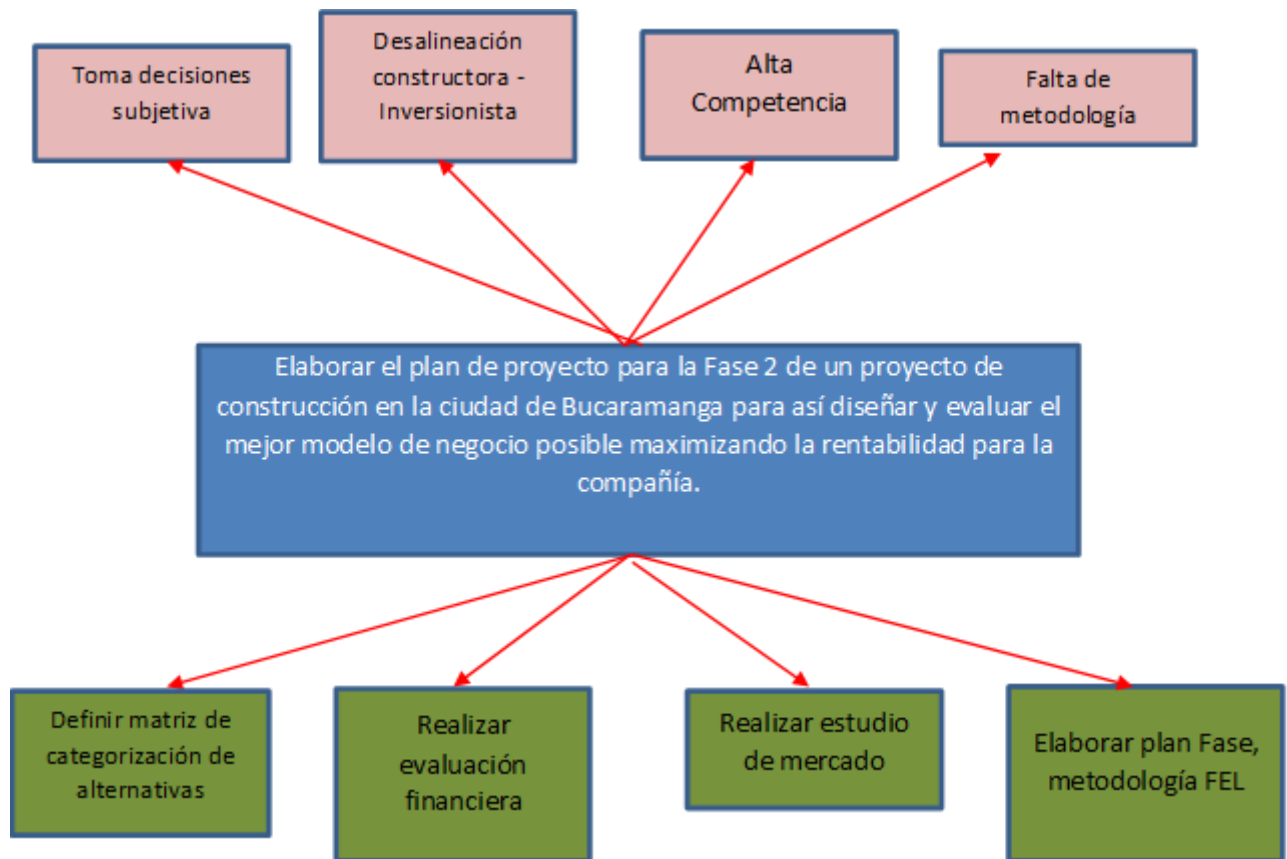 Toma decisiones
subjetiva
Desalineación
constructora -
Inversionista
Alta
Competencia
Falta de
metodología
Elaborar el plan de proyecto para la Fase 2 de un proyecto de
construcción en la ciudad de Bucaramanga para así diseñar y evaluar el
mejor modelo de negocio posible maximizando la rentabilidad para la
compañía.
Definir matriz de
categorización de
alternativas
Realizar
evaluación
financiera
Realizar estudio
de mercado
Elaborar plan Fase,
metodología FEL